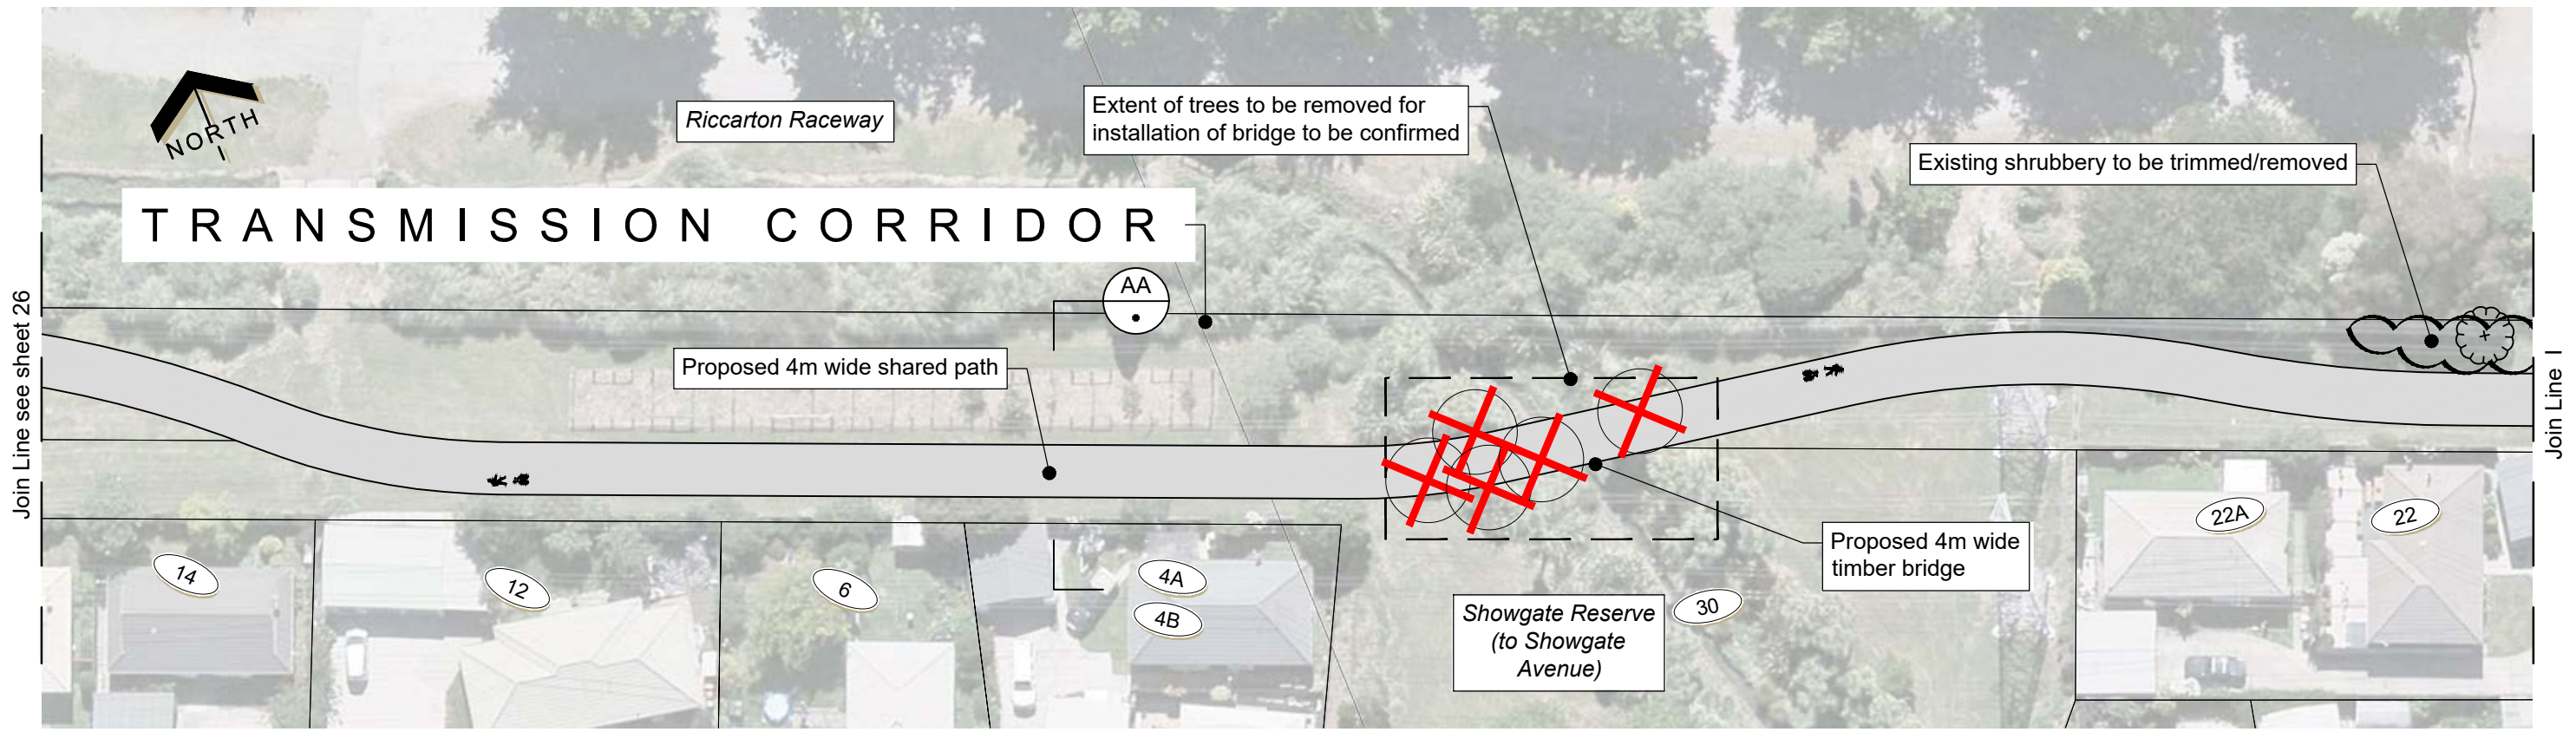 NORTH
Riccarton Raceway
Extent of trees to be removed for
installation of bridge to be confirmed
Existing shrubbery to be trimmed/removed
TRANSMISSION CORRIDOR
AA
Join Line see sheet 26
Proposed 4m wide shared path
Join Line I
22A
22
Proposed 4m wide
timber bridge
14
12
6
4A
4B
Showgate Reserve
(to Showgate
Avenue)
30